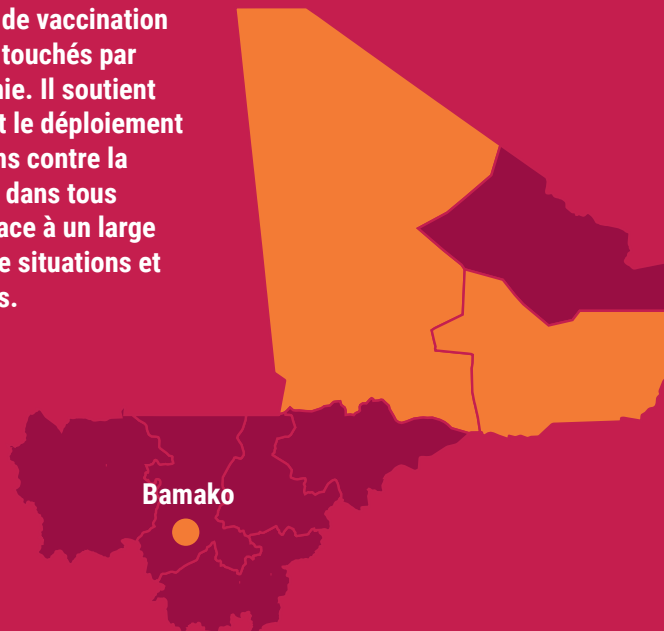 de vaccination
touchés par
nie. Il soutient
t le déploiement
ns contre la
dans tous
ace à un large
e situations et
s.
Bamako